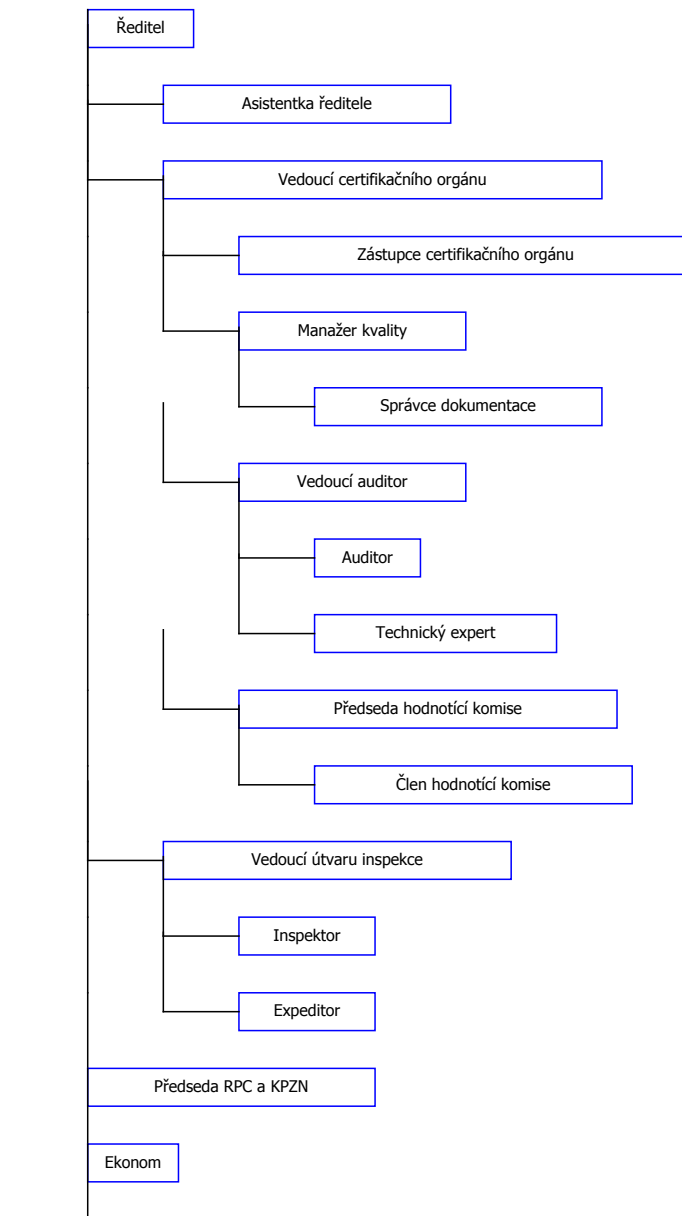 Ředitel
Asistentka ředitele
Vedoucí certifikačního orgánu
Zástupce certifikačního orgánu
Manažer kvality
Správce dokumentace
Vedoucí auditor
Auditor
Technický expert
Předseda hodnotící komise
Člen hodnotící komise
Vedoucí útvaru inspekce
Inspektor
Expeditor
Předseda RPC a KPZN
Ekonom